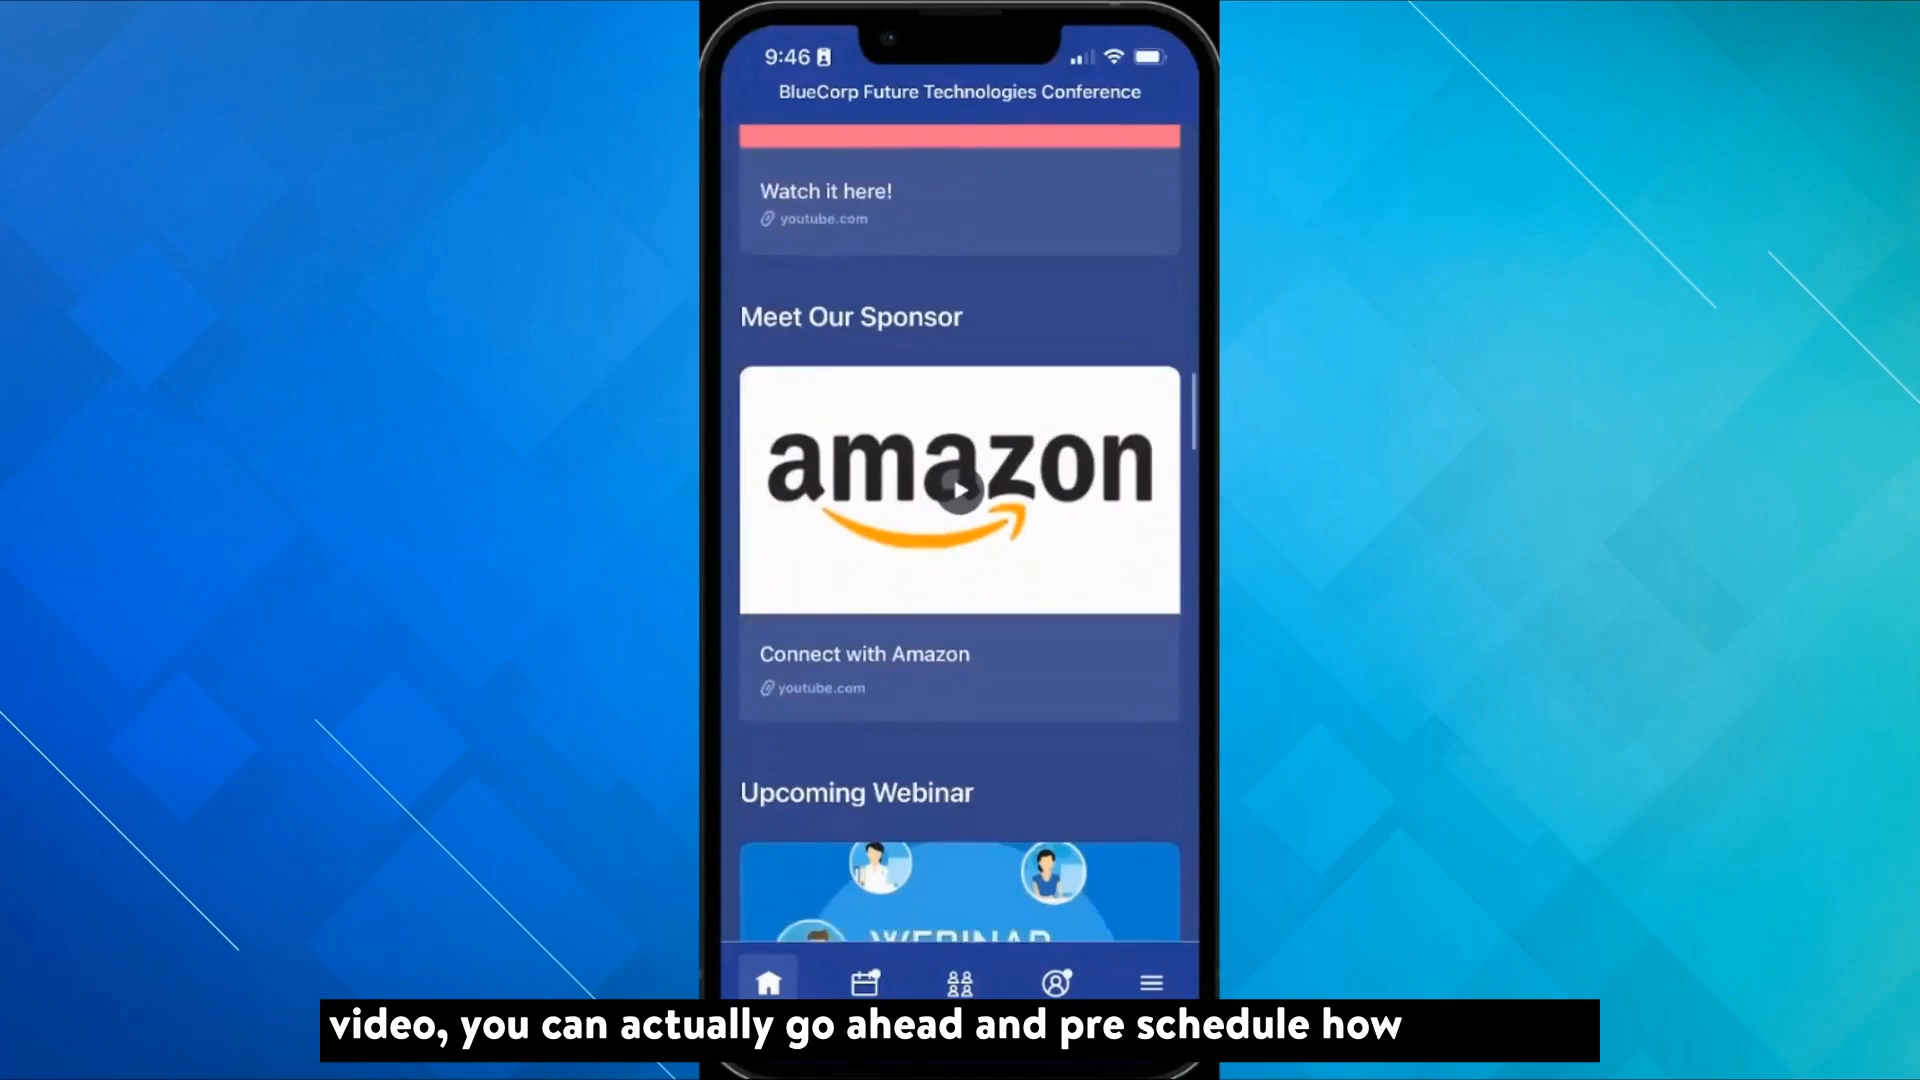 9:46
BlueCorp Future Technologies Conference
Watch it here!
youtube.com
Meet Our Sponsor
amazon
Connect with Amazon
youtube.com
Upcoming Webinar
WEBINAR
video, you can actually go ahead and pre schedule how